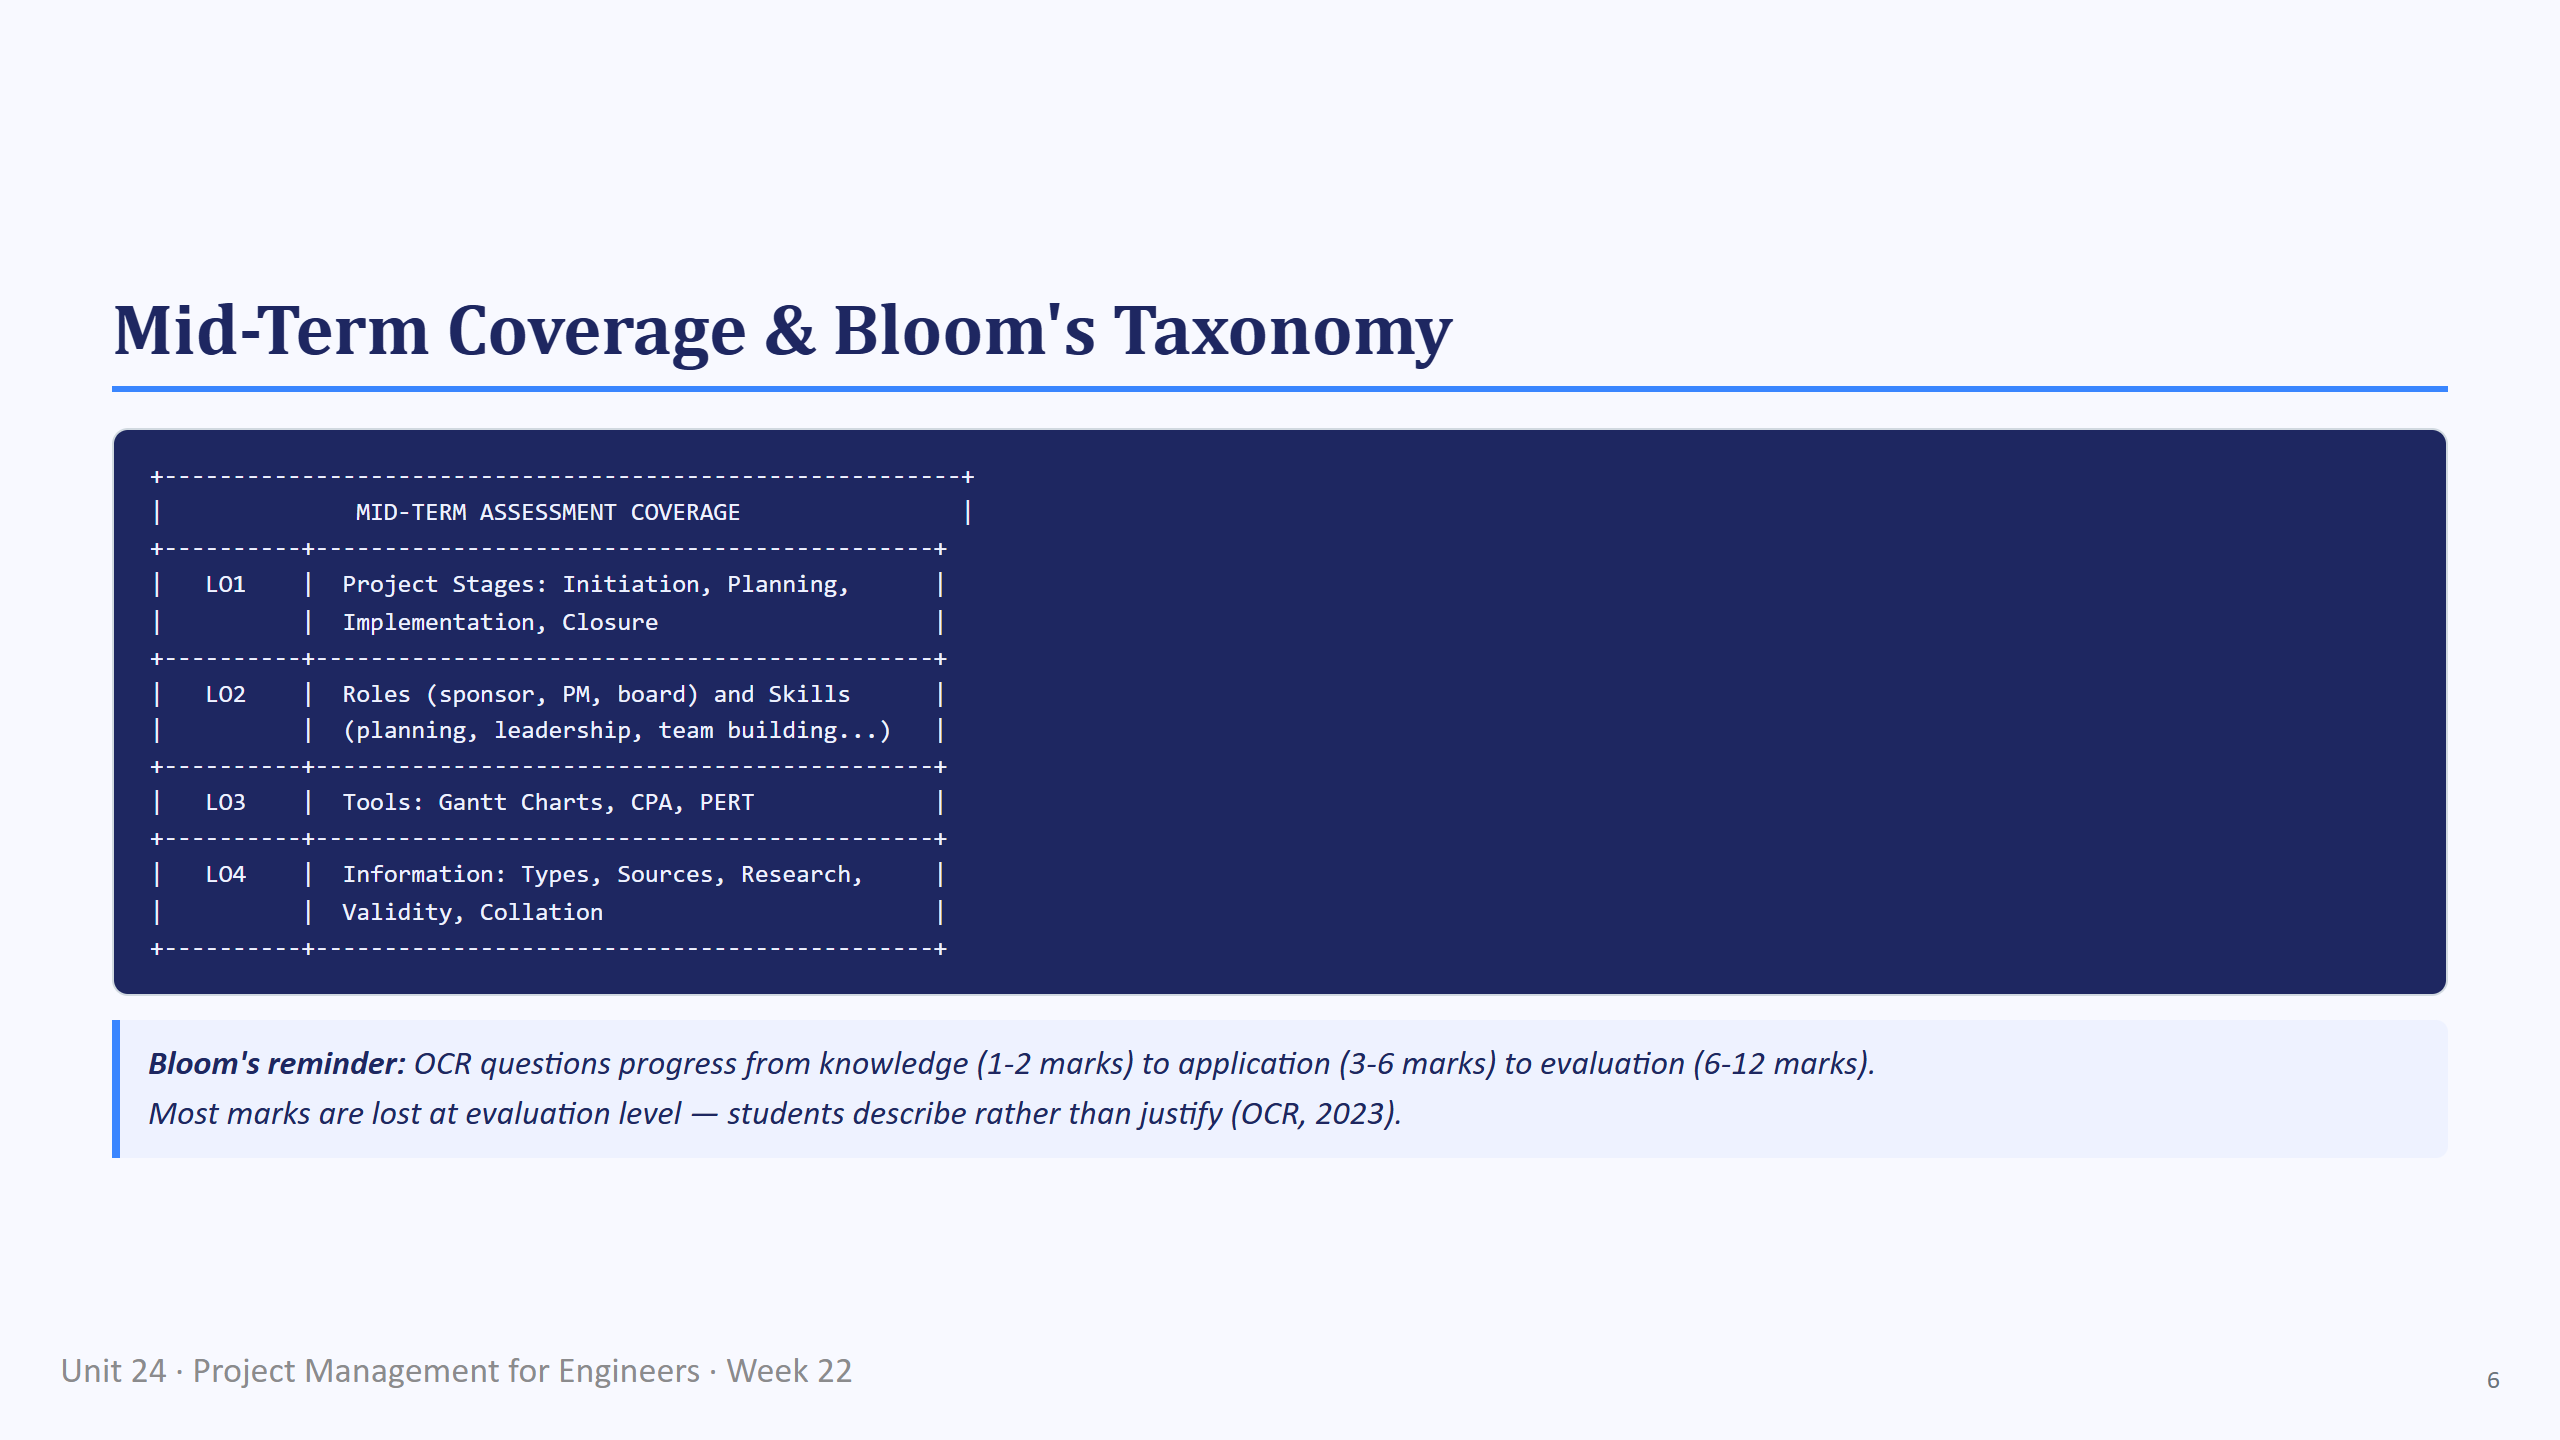 Mid-Term Coverage & Bloom's Taxonomy
+----------------------------------------------------------+
|              MID-TERM ASSESSMENT COVERAGE                |
+----------+---------------------------------------------+
|   LO1    |  Project Stages: Initiation, Planning,      |
|          |  Implementation, Closure                    |
+----------+---------------------------------------------+
|   LO2    |  Roles (sponsor, PM, board) and Skills      |
|          |  (planning, leadership, team building...)   |
+----------+---------------------------------------------+
|   LO3    |  Tools: Gantt Charts, CPA, PERT             |
+----------+---------------------------------------------+
|   LO4    |  Information: Types, Sources, Research,     |
|          |  Validity, Collation                        |
+----------+---------------------------------------------+
Bloom's reminder: OCR questions progress from knowledge (1-2 marks) to application (3-6 marks) to evaluation (6-12 marks).
Most marks are lost at evaluation level — students describe rather than justify (OCR, 2023).
Unit 24 · Project Management for Engineers · Week 22
6